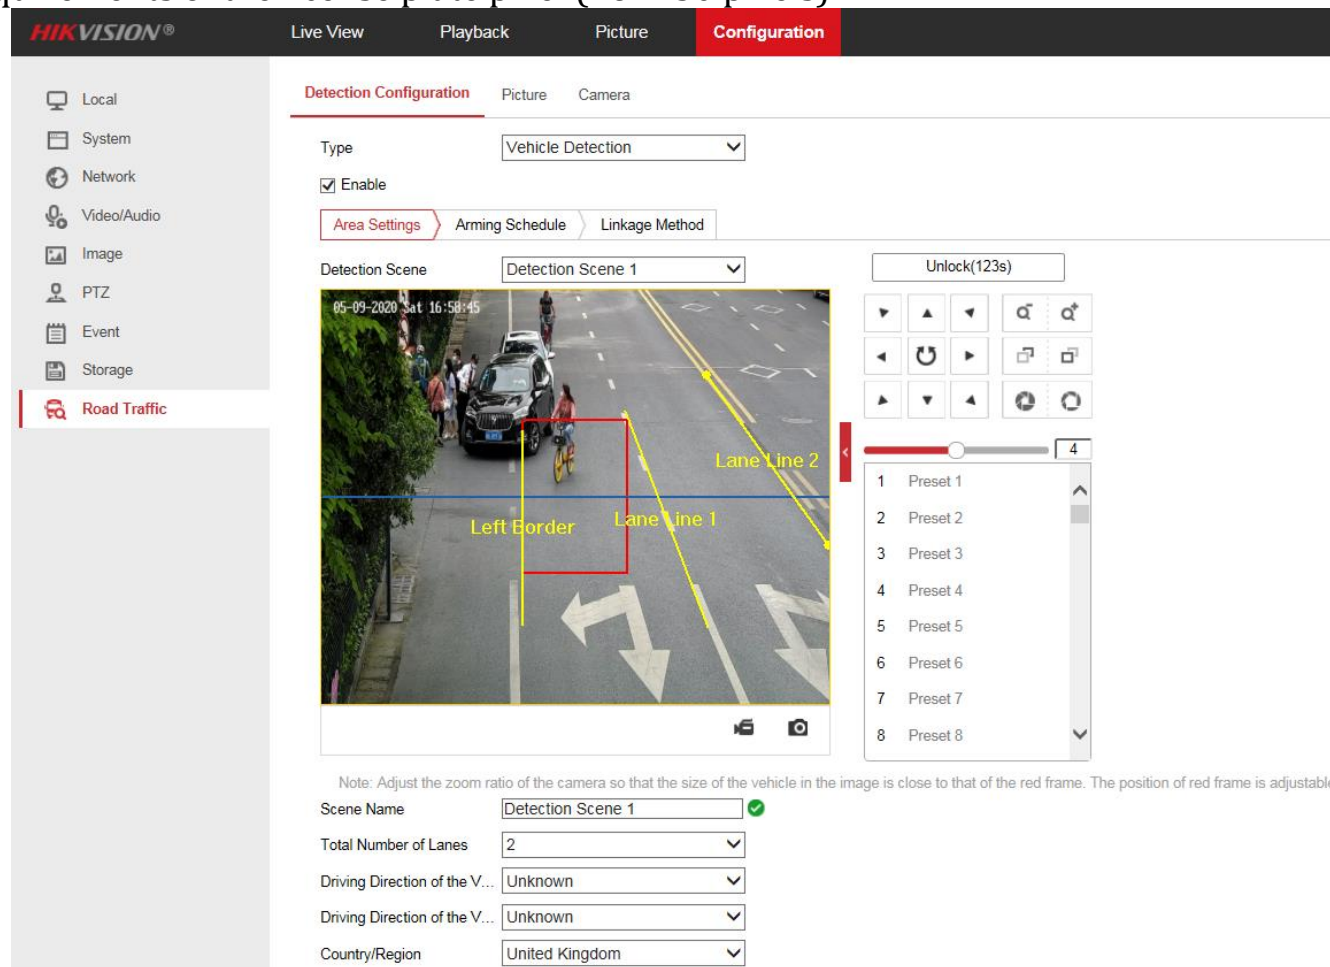 HIKVISION®
Live View Playback Picture Configuration
Local
System
Network
Video/Audio
Image
PTZ
Event
Storage
Road Traffic
Detection Configuration Picture Camera
Type Vehicle Detection
Enable
Area Settings Arming Schedule Linkage Method
Detection Scene Detection Scene 1
Unlock(123s)
05-09-2020 Sat 16:58:45
Lane Line 2
Left Border
Lane Line 1
4
1 Preset 1
2 Preset 2
3 Preset 3
4 Preset 4
5 Preset 5
6 Preset 6
7 Preset 7
8 Preset 8
Note: Adjust the zoom ratio of the camera so that the size of the vehicle in the image is close to that of the red frame. The position of red frame is adjustable
Scene Name Detection Scene 1
Total Number of Lanes 2
Driving Direction of the V... Unknown
Driving Direction of the V... Unknown
Country/Region United Kingdom